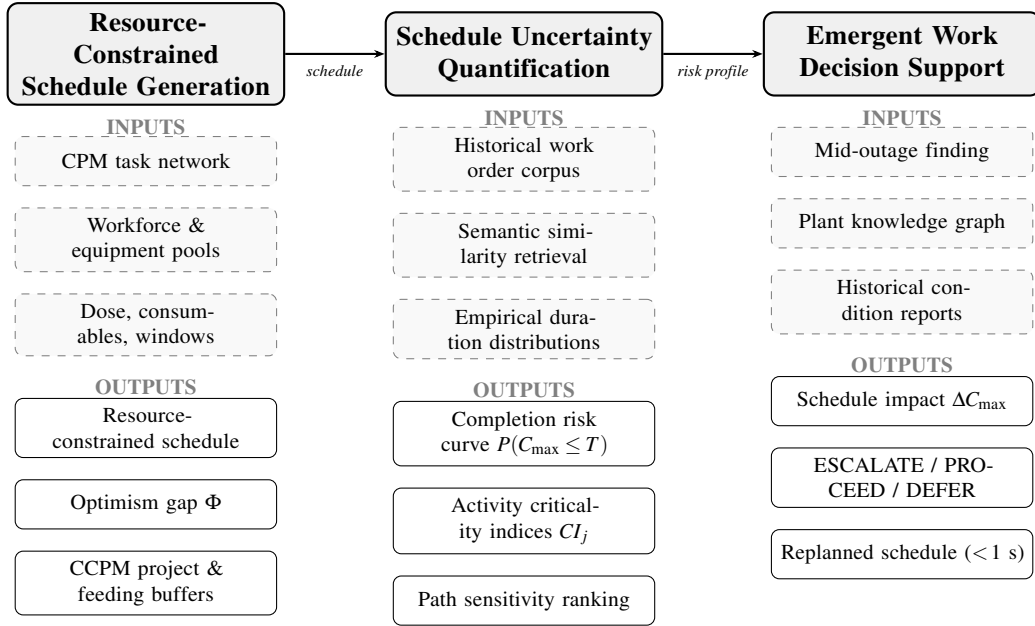 Resource-
Constrained
Schedule Generation
schedule
Schedule Uncertainty
Quantification
risk profile
Emergent Work
Decision Support
INPUTS
CPM task network
Workforce &
equipment pools
Dose, consum-
ables, windows
OUTPUTS
Resource-
constrained schedule
Optimism gap Φ
CCPM project &
feeding buffers
INPUTS
Historical work
order corpus
Semantic simi-
larity retrieval
Empirical dura-
tion distributions
OUTPUTS
Completion risk
curve P(C_max ≤ T)
Activity critical-
ity indices CI_j
Path sensitivity ranking
INPUTS
Mid-outage finding
Plant knowledge graph
Historical con-
dition reports
OUTPUTS
Schedule impact ΔC_max
ESCALATE / PRO-
CEED / DEFER
Replanned schedule (<1 s)